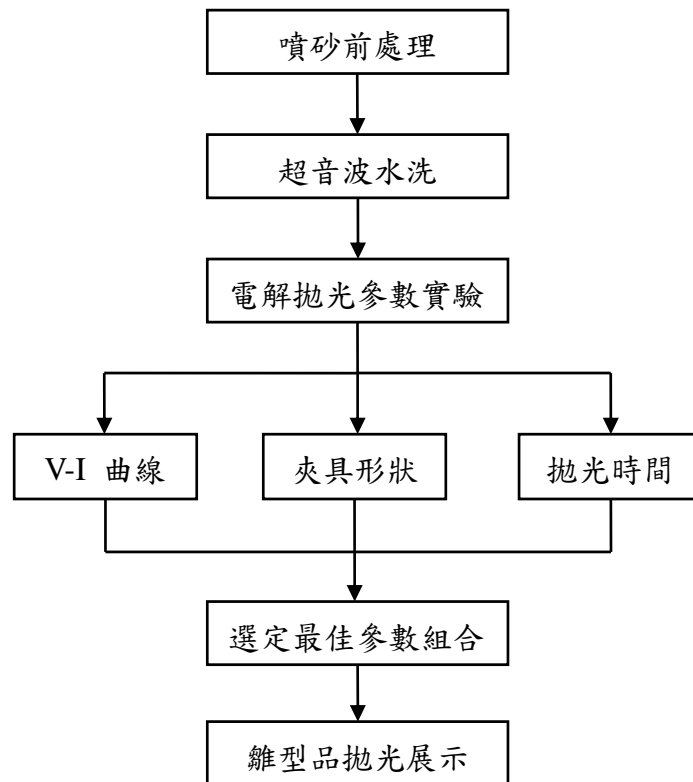 噴砂前處理
超音波水洗
電解拋光參數實驗
V-I 曲線
夾具形狀
拋光時間
選定最佳參數組合
雛型品拋光展示